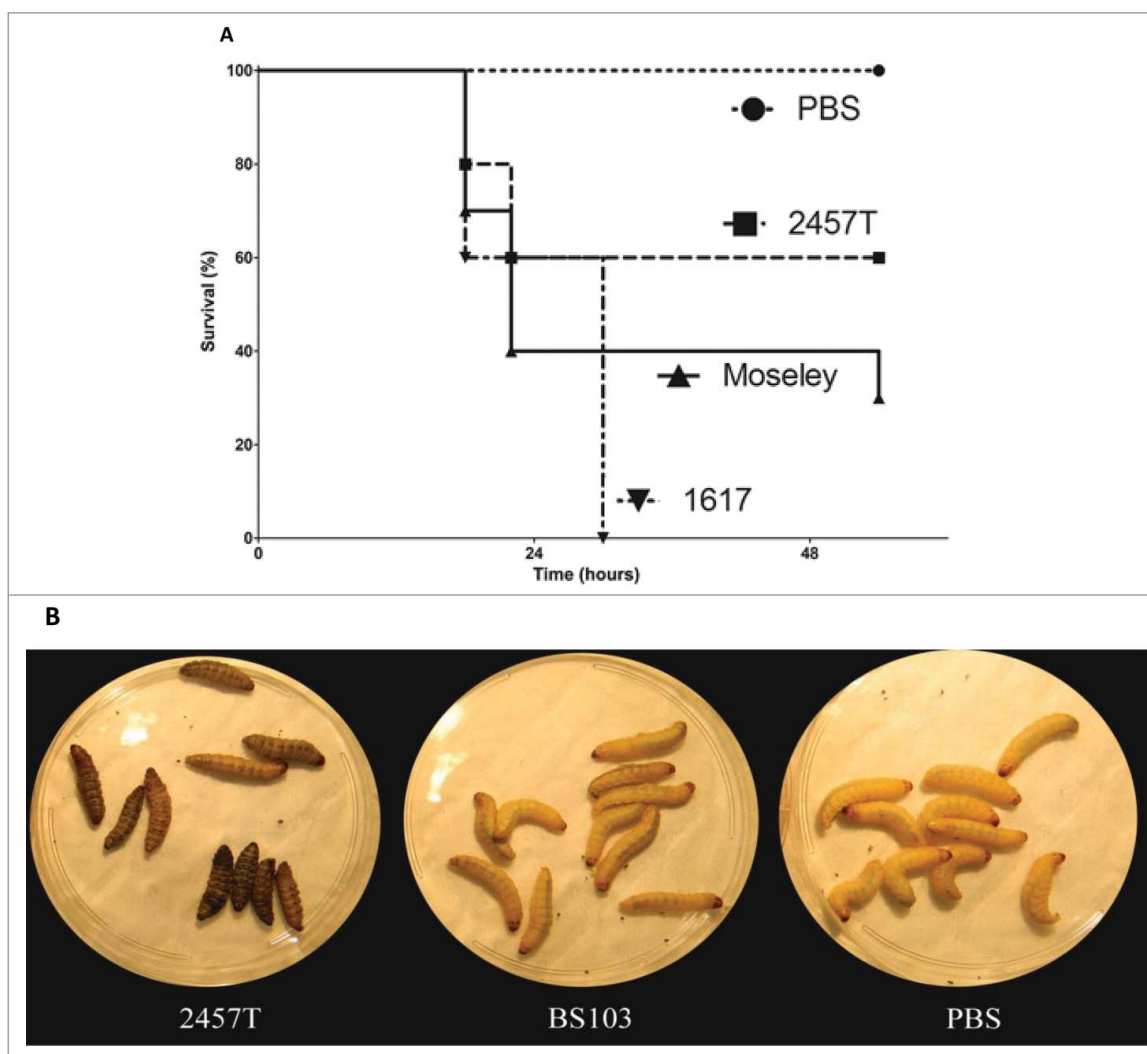 A
100
80
60
40
20
0
Survival (%)
0 24 48
Time (hours)
PBS
2457T
Moseley
1617
B
2457T BS103 PBS